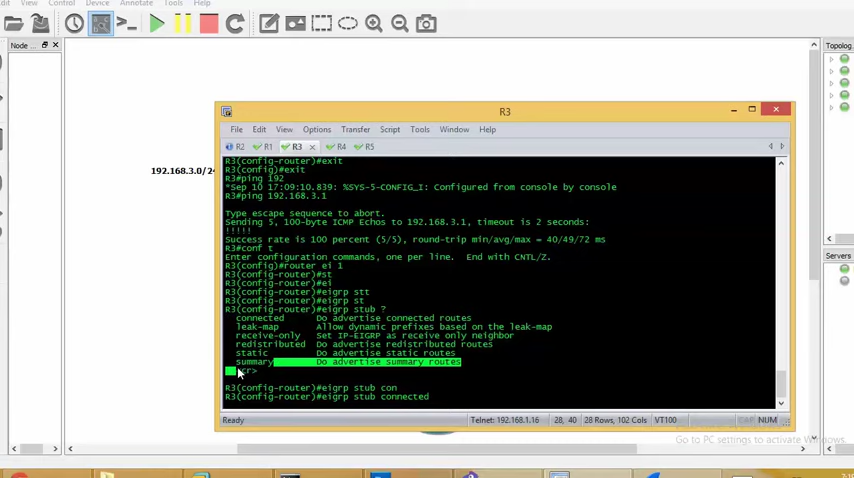 dit View Control Device Annotate Tools Help
Node ...
Topolog
R3
File Edit View Options Transfer Script Tools Window Help
R2 R1 R3 R4 R5
192.168.3.0/24
R3(config-router)#exit
R3(config)#exit
R3#ping 192
*Sep 10 17:09:10.839: %SYS-5-CONFIG_I: Configured from console by console
R3#ping 192.168.3.1
Type escape sequence to abort.
Sending 5, 100-byte ICMP Echos to 192.168.3.1, timeout is 2 seconds:
!!!!!
Success rate is 100 percent (5/5), round-trip min/avg/max = 40/49/72 ms
R3#conf t
Enter configuration commands, one per line. End with CNTL/Z.
R3(config)#router ei 1
R3(config-router)#st
R3(config-router)#ei
R3(config-router)#eigrp stt
R3(config-router)#eigrp st
R3(config-router)#eigrp stub ?
connected Do advertise connected routes
leak-map Allow dynamic prefixes based on the leak-map
receive-only Set IP-EIGRP as receive only neighbor
redistributed Do advertise redistributed routes
static Do advertise static routes
summary Do advertise summary routes
cr>
R3(config-router)#eigrp stub con
R3(config-router)#eigrp stub connected
Servers
Ready Telnet: 192.168.1.16 28, 40 28 Rows, 102 Cols VT100 CAP NUM
Go to PC settings to activate Windows.